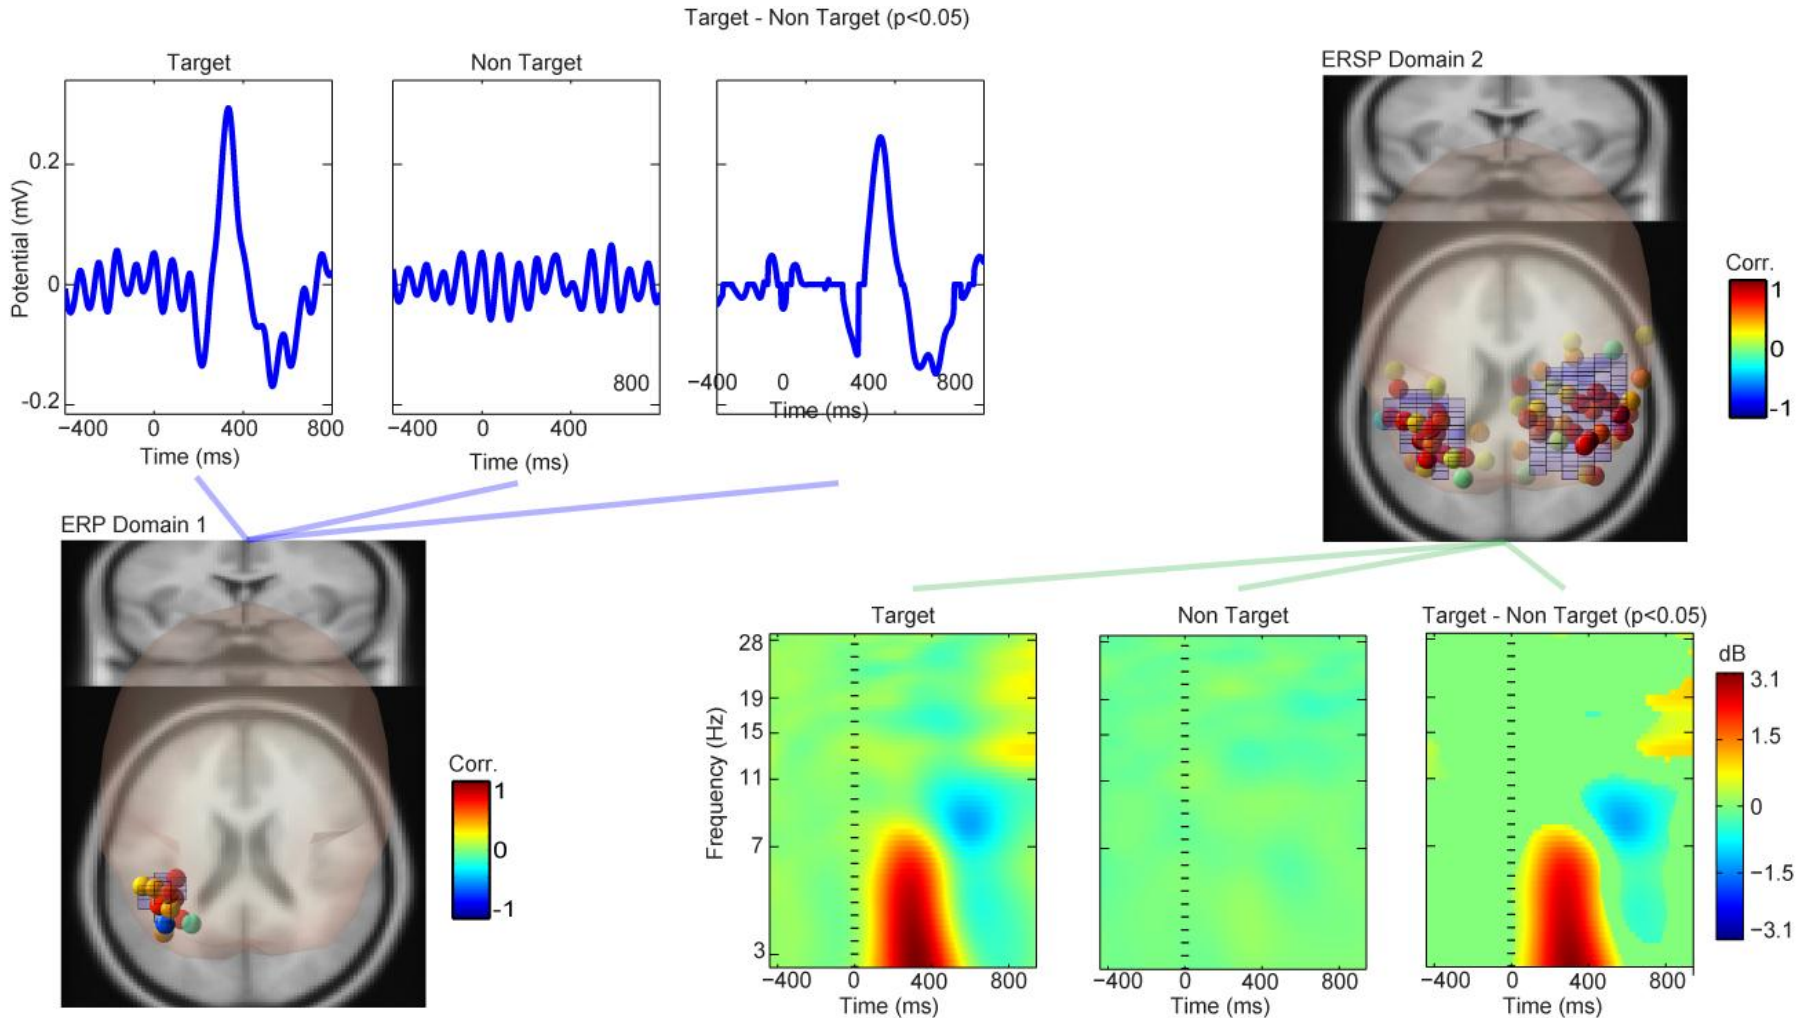 Target - Non Target (p<0.05)
Target
Non Target
ERSP Domain 2
Potential (mV)
0.2
0
-0.2
−400 0 400 800
Time (ms)
800
−400 0 400
Time (ms)
−400 0 400 800
Time (ms)
Corr.
1
0
-1
ERP Domain 1
Corr.
1
0
-1
Target
Non Target
Target - Non Target (p<0.05)
Frequency (Hz)
28
19
15
11
7
3
−400 0 400 800
Time (ms)
−400 0 400 800
Time (ms)
−400 0 400 800
Time (ms)
dB
3.1
1.5
0
−1.5
−3.1